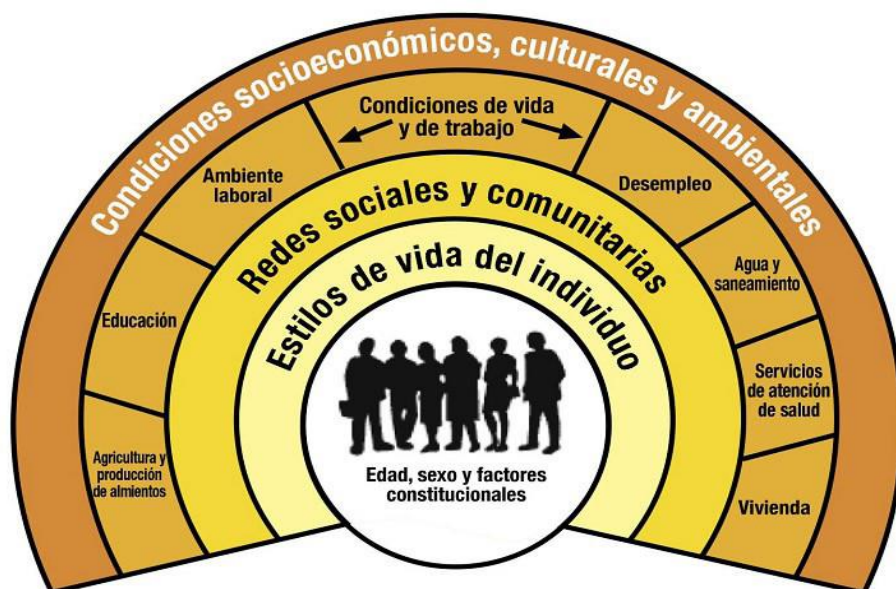 Condiciones socioeconómicos, culturales y ambientales
Condiciones de vida
y de trabajo
Ambiente
laboral
Desempleo
Redes sociales y comunitarias
Agua y
saneamiento
Educación
Estilos de vida del individuo
Servicios
de atención
de salud
Agricultura y
producción
de almientos
Edad, sexo y factores
constitucionales
Vivienda